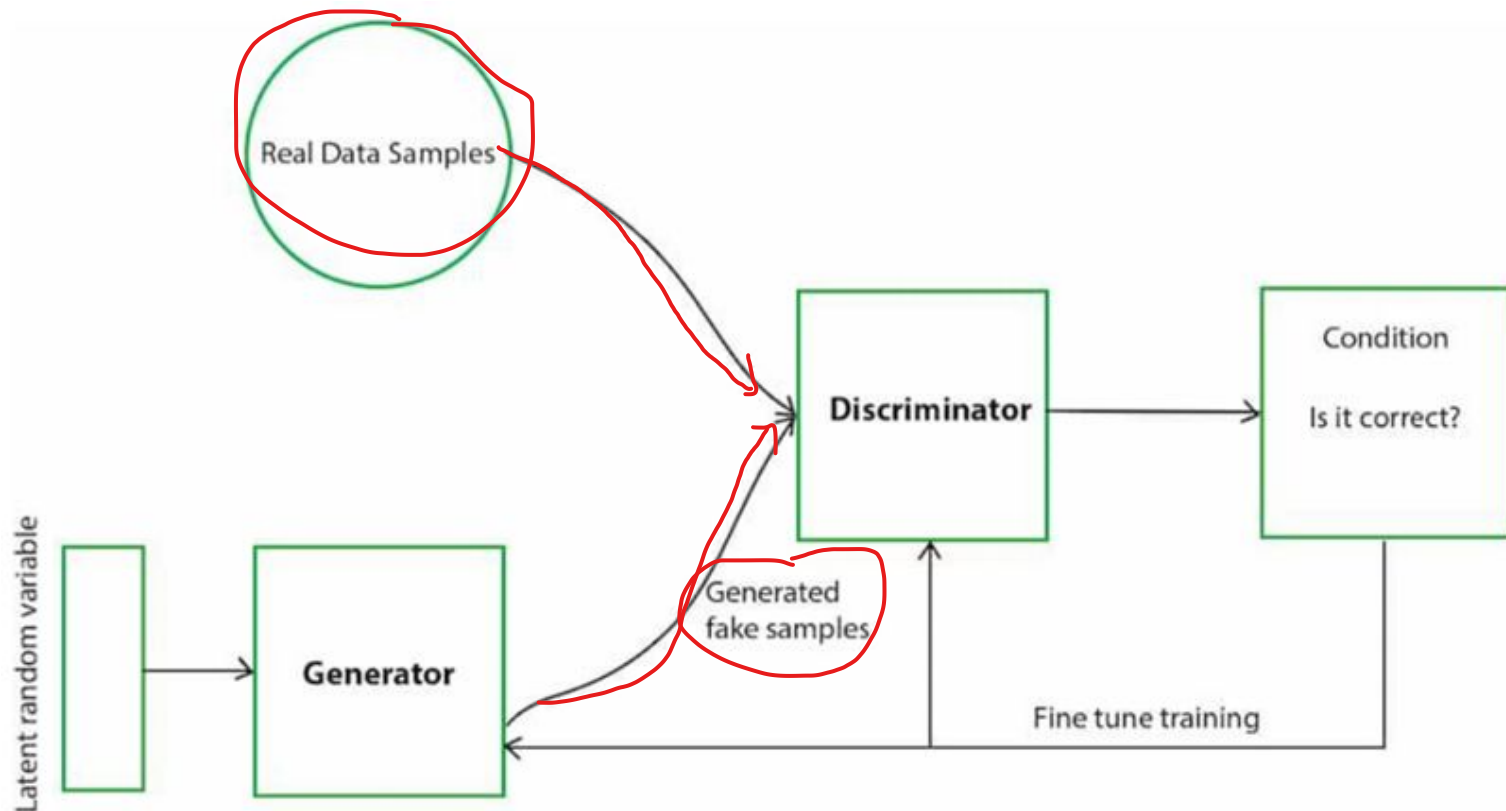 Real Data Samples
Discriminator
Condition
Is it correct?
Latent random variable
Generator
Generated
fake samples
Fine tune training